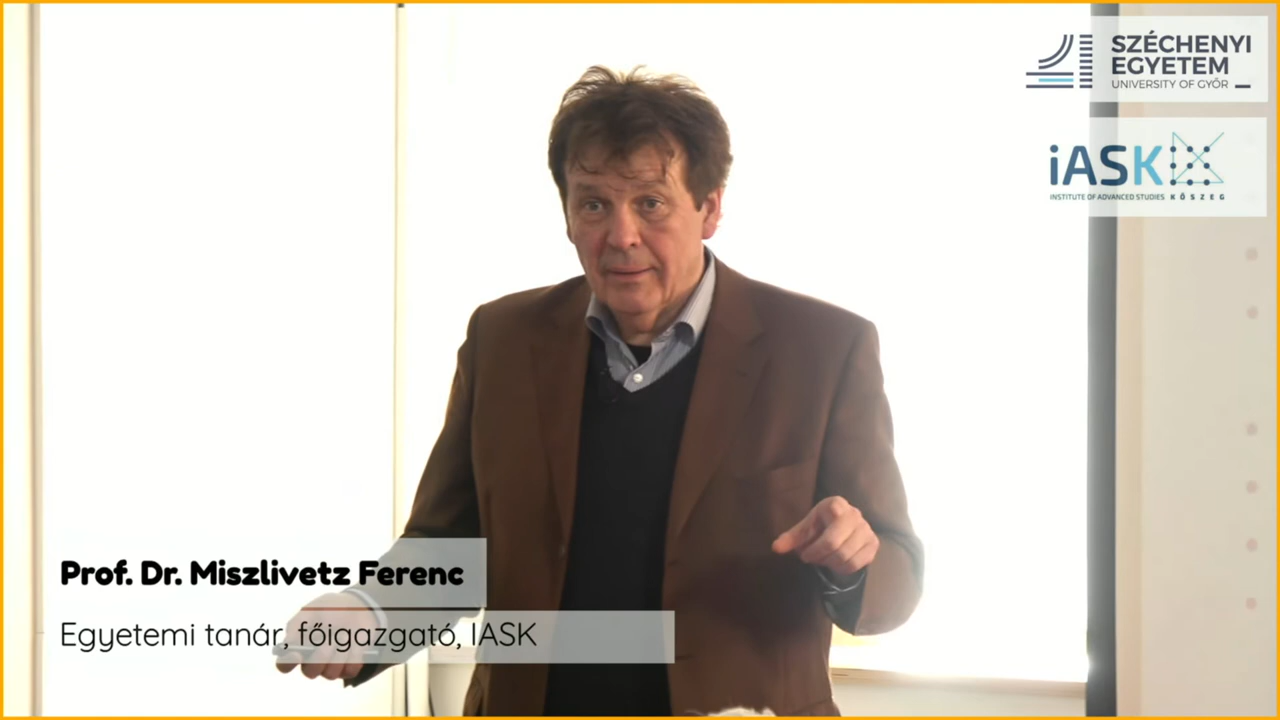 SZÉCHENYI
EGYETEM
UNIVERSITY OF GYŐR
iASK
INSTITUTE OF ADVANCED STUDIES KŐSZEG
Prof. Dr. Miszlivetz Ferenc
Egyetemi tanár, főigazgató, IASK